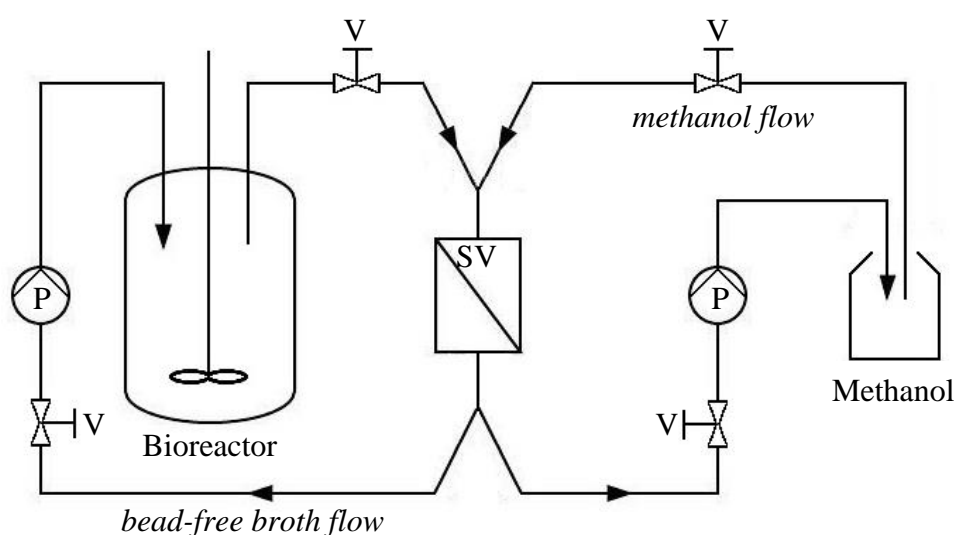 V
V
methanol flow
SV
P
P
Methanol
V
V
Bioreactor
bead-free broth flow